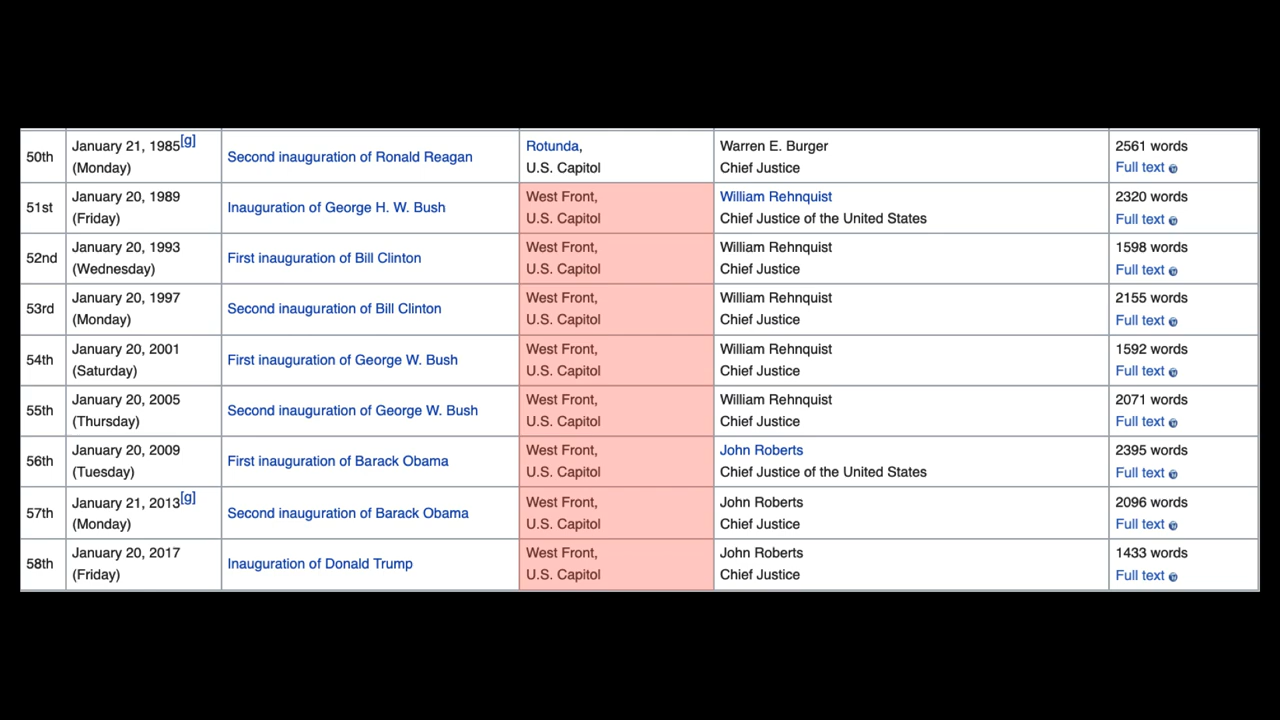 50th January 21, 1985[g] (Monday) Second inauguration of Ronald Reagan Rotunda, U.S. Capitol Warren E. Burger Chief Justice 2561 words Full text
51st January 20, 1989 (Friday) Inauguration of George H. W. Bush West Front, U.S. Capitol William Rehnquist Chief Justice of the United States 2320 words Full text
52nd January 20, 1993 (Wednesday) First inauguration of Bill Clinton West Front, U.S. Capitol William Rehnquist Chief Justice 1598 words Full text
53rd January 20, 1997 (Monday) Second inauguration of Bill Clinton West Front, U.S. Capitol William Rehnquist Chief Justice 2155 words Full text
54th January 20, 2001 (Saturday) First inauguration of George W. Bush West Front, U.S. Capitol William Rehnquist Chief Justice 1592 words Full text
55th January 20, 2005 (Thursday) Second inauguration of George W. Bush West Front, U.S. Capitol William Rehnquist Chief Justice 2071 words Full text
56th January 20, 2009 (Tuesday) First inauguration of Barack Obama West Front, U.S. Capitol John Roberts Chief Justice of the United States 2395 words Full text
57th January 21, 2013[g] (Monday) Second inauguration of Barack Obama West Front, U.S. Capitol John Roberts Chief Justice 2096 words Full text
58th January 20, 2017 (Friday) Inauguration of Donald Trump West Front, U.S. Capitol John Roberts Chief Justice 1433 words Full text